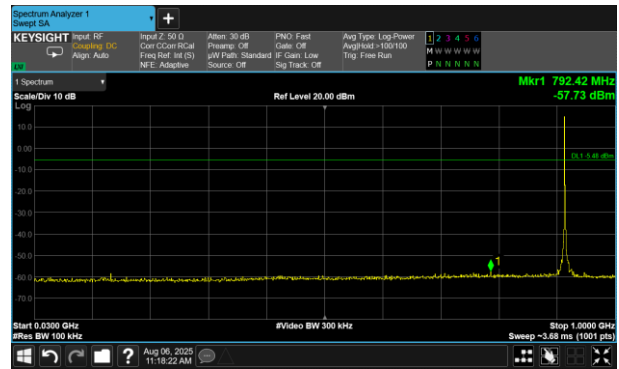 Spectrum Analyzer 1
Swept SA
KEYSIGHT
Input: RF
Coupling: DC
Align: Auto
Input Z: 50 Ω
Corr CCorr RCal
Freq Ref: Int (S)
NFE: Adaptive
Atten: 30 dB
Preamp: Off
µW Path: Standard
Source: Off
PNO: Fast
Gate: Off
IF Gain: Low
Sig Track: Off
Avg Type: Log-Power
Avg|Hold >100/100
Trig: Free Run
1 2 3 4 5 6
M W W W W W
P N N N N N
1 Spectrum
Mkr1 792.42 MHz
Scale/Div 10 dB
Ref Level 20.00 dBm
-57.73 dBm
Log
10.0
0.00
DL1 -5.48 dBm
-10.0
-20.0
-30.0
-40.0
-50.0
1
-60.0
-70.0
Start 0.0300 GHz
#Video BW 300 kHz
Stop 1.0000 GHz
#Res BW 100 kHz
Sweep ~3.68 ms (1001 pts)
Aug 06, 2025
11:18:22 AM